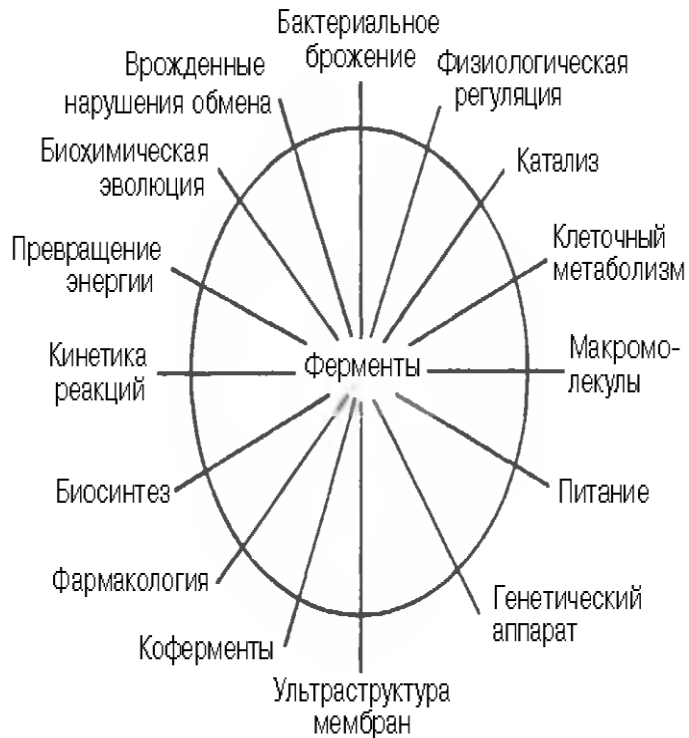 Бактериальное
брожение
Врожденные
нарушения обмена
Физиологическая
регуляция
Биохимическая
эволюция
Катализ
Превращение
энергии
Клеточный
метаболизм
Кинетика
реакций
Ферменты
Макромо-
лекулы
Биосинтез
Питание
Фармакология
Генетический
аппарат
Коферменты
Ультраструктура
мембран